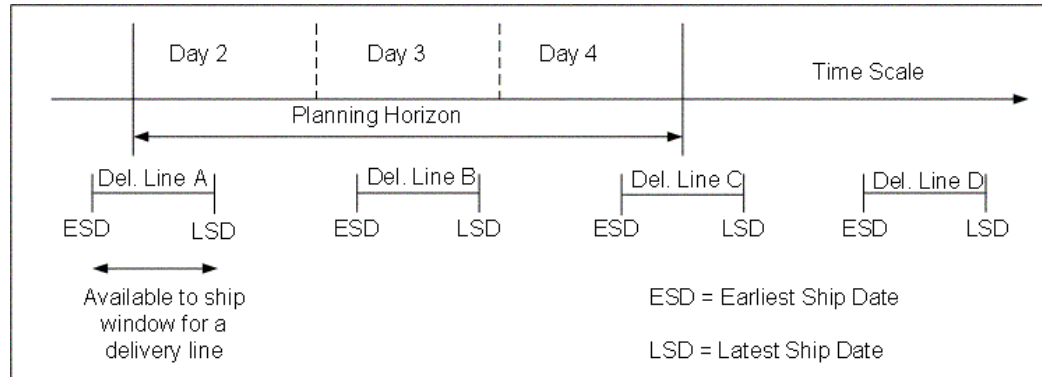 Day 2
Day 3
Day 4
Time Scale
Planning Horizon
Del. Line A
Del. Line B
Del. Line C
Del. Line D
ESD
LSD
ESD
LSD
ESD
LSD
ESD
LSD
Available to ship
window for a
delivery line
ESD = Earliest Ship Date
LSD = Latest Ship Date